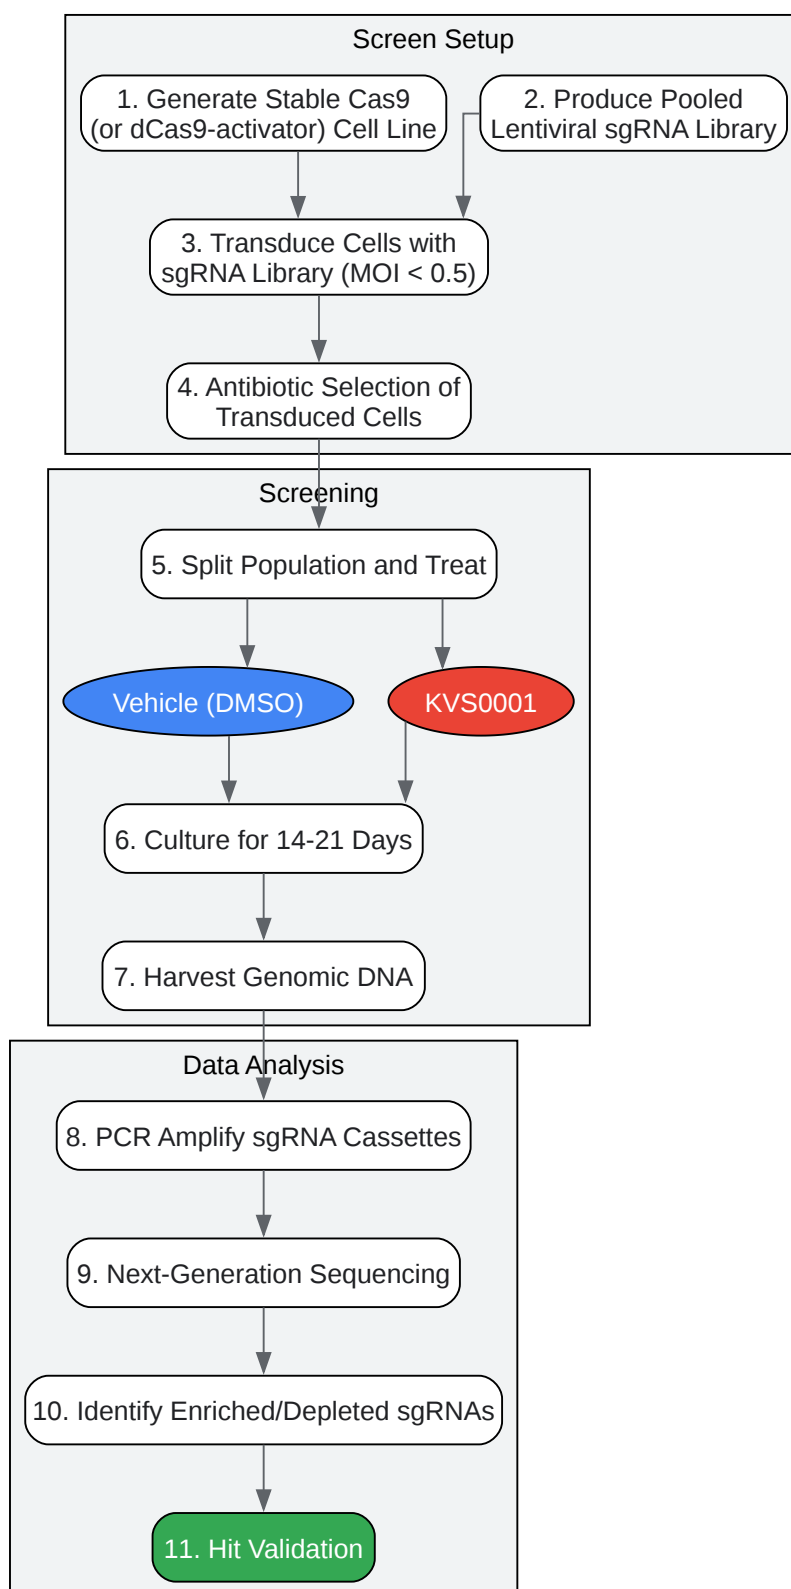 Screen Setup
1. Generate Stable Cas9
(or dCas9-activator) Cell Line
2. Produce Pooled
Lentiviral sgRNA Library
3. Transduce Cells with
sgRNA Library (MOI < 0.5)
4. Antibiotic Selection of
Transduced Cells
Screening
5. Split Population and Treat
Vehicle (DMSO)
KVS0001
6. Culture for 14-21 Days
7. Harvest Genomic DNA
Data Analysis
8. PCR Amplify sgRNA Cassettes
9. Next-Generation Sequencing
10. Identify Enriched/Depleted sgRNAs
11. Hit Validation